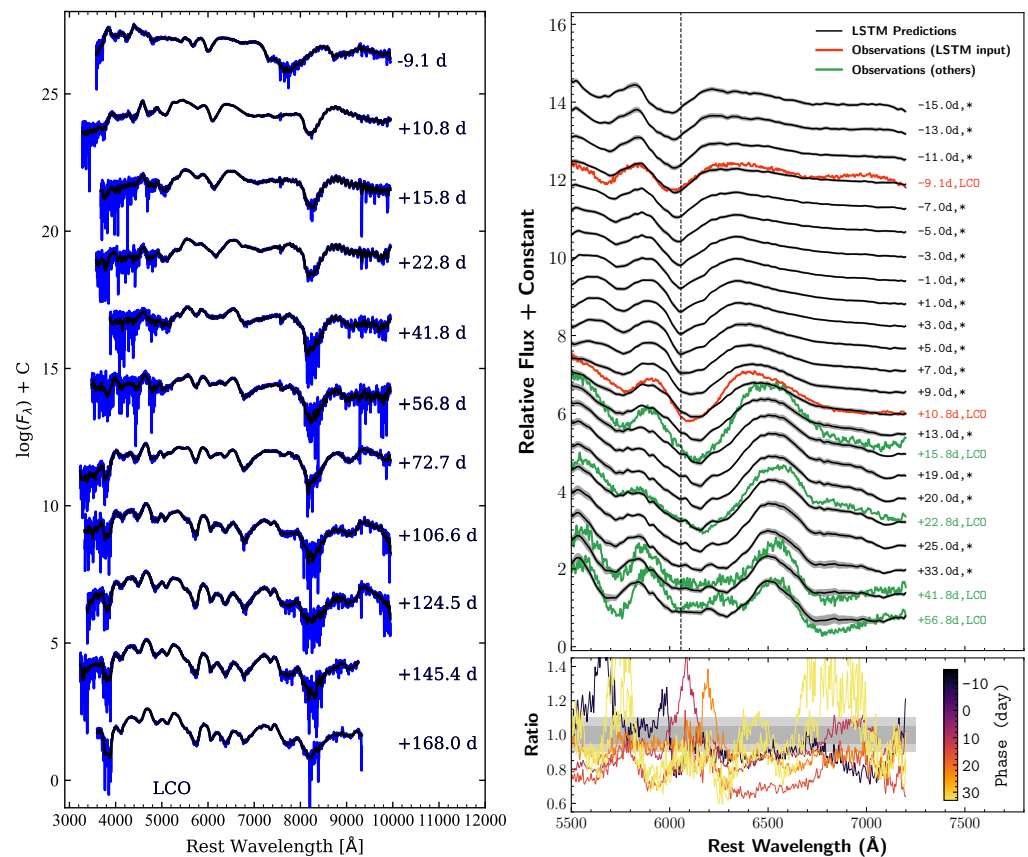 log(Fλ) + C
25
20
15
10
5
0
-9.1 d
+10.8 d
+15.8 d
+22.8 d
+41.8 d
+56.8 d
+72.7 d
+106.6 d
+124.5 d
+145.4 d
+168.0 d
LCO
3000 4000 5000 6000 7000 8000 9000 10000 11000 12000
Rest Wavelength [Å]
Relative Flux + Constant
16
14
12
10
8
6
4
2
0
LSTM Predictions
Observations (LSTM input)
Observations (others)
−15.0d,*
−13.0d,*
−11.0d,*
−9.1d,LCO
−7.0d,*
−5.0d,*
−3.0d,*
−1.0d,*
+1.0d,*
+3.0d,*
+5.0d,*
+7.0d,*
+9.0d,*
+10.8d,LCO
+13.0d,*
+15.8d,LCO
+19.0d,*
+20.0d,*
+22.8d,LCO
+25.0d,*
+33.0d,*
+41.8d,LCO
+56.8d,LCO
Ratio
1.4
1.2
1.0
0.8
0.6
−10
0
10
20
30
Phase (day)
5500 6000 6500 7000 7500
Rest Wavelength (Å)